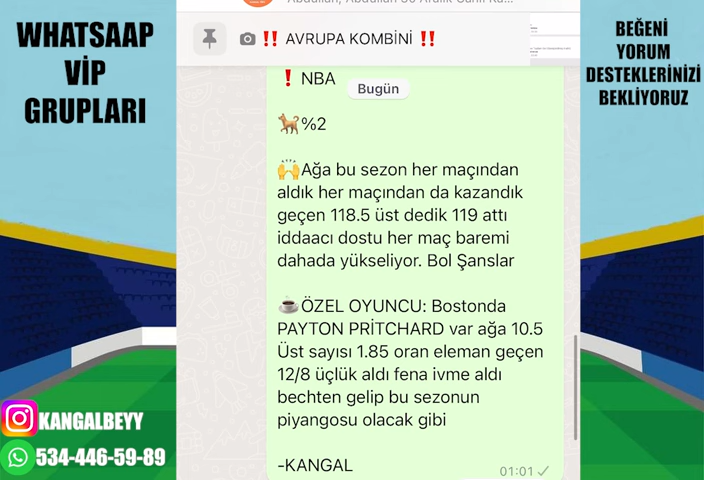 WHATSAAP
VİP
GRUPLARI
‼️ AVRUPA KOMBİNİ ‼️
BEĞENİ
YORUM
DESTEKLERİNİZİ
BEKLİYORUZ
❗ NBA
Bugün
🐕%2
🙌Ağa bu sezon her maçından
aldık her maçından da kazandık
geçen 118.5 üst dedik 119 attı
iddaacı dostu her maç baremi
dahada yükseliyor. Bol Şanslar
☕ÖZEL OYUNCU: Bostonda
PAYTON PRİTCHARD var ağa 10.5
Üst sayısı 1.85 oran eleman geçen
12/8 üçlük aldı fena ivme aldı
bechten gelip bu sezonun
piyangosu olacak gibi
-KANGAL
01:01
KANGALBEYY
534-446-59-89